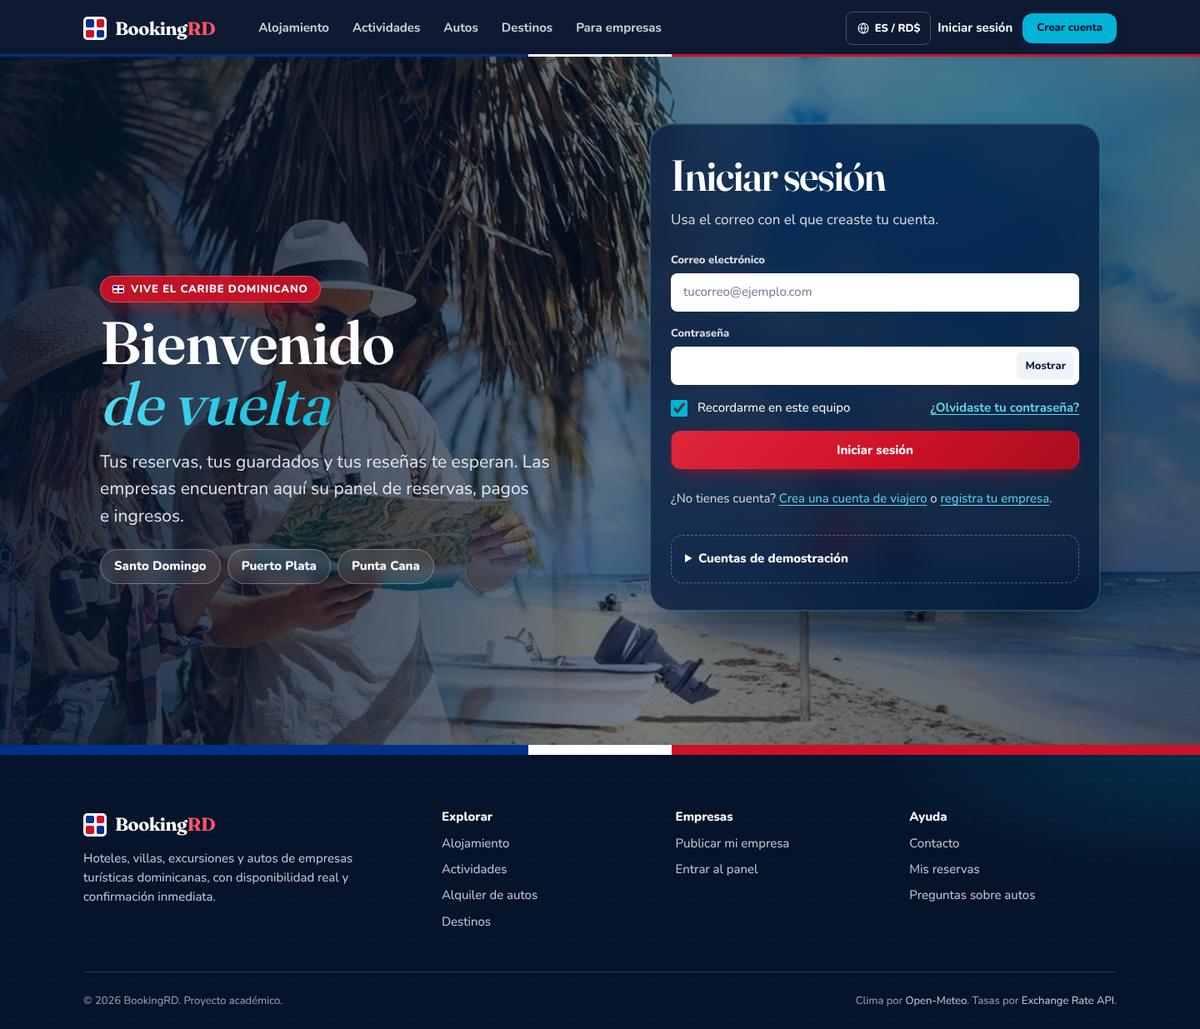 BookingRD
Alojamiento
Actividades
Autos
Destinos
Para empresas
ES / RD$
Iniciar sesión
Crear cuenta
VIVE EL CARIBE DOMINICANO
Bienvenido
de vuelta
Tus reservas, tus guardados y tus reseñas te esperan. Las
empresas encuentran aquí su panel de reservas, pagos
e ingresos.
Santo Domingo
Puerto Plata
Punta Cana
Iniciar sesión
Usa el correo con el que creaste tu cuenta.
Correo electrónico
tucorreo@ejemplo.com
Contraseña
Mostrar
Recordarme en este equipo
¿Olvidaste tu contraseña?
Iniciar sesión
¿No tienes cuenta? Crea una cuenta de viajero o registra tu empresa.
Cuentas de demostración
BookingRD
Hoteles, villas, excursiones y autos de empresas
turísticas dominicanas, con disponibilidad real y
confirmación inmediata.
Explorar
Alojamiento
Actividades
Alquiler de autos
Destinos
Empresas
Publicar mi empresa
Entrar al panel
Ayuda
Contacto
Mis reservas
Preguntas sobre autos
© 2026 BookingRD. Proyecto académico.
Clima por Open-Meteo. Tasas por Exchange Rate API.